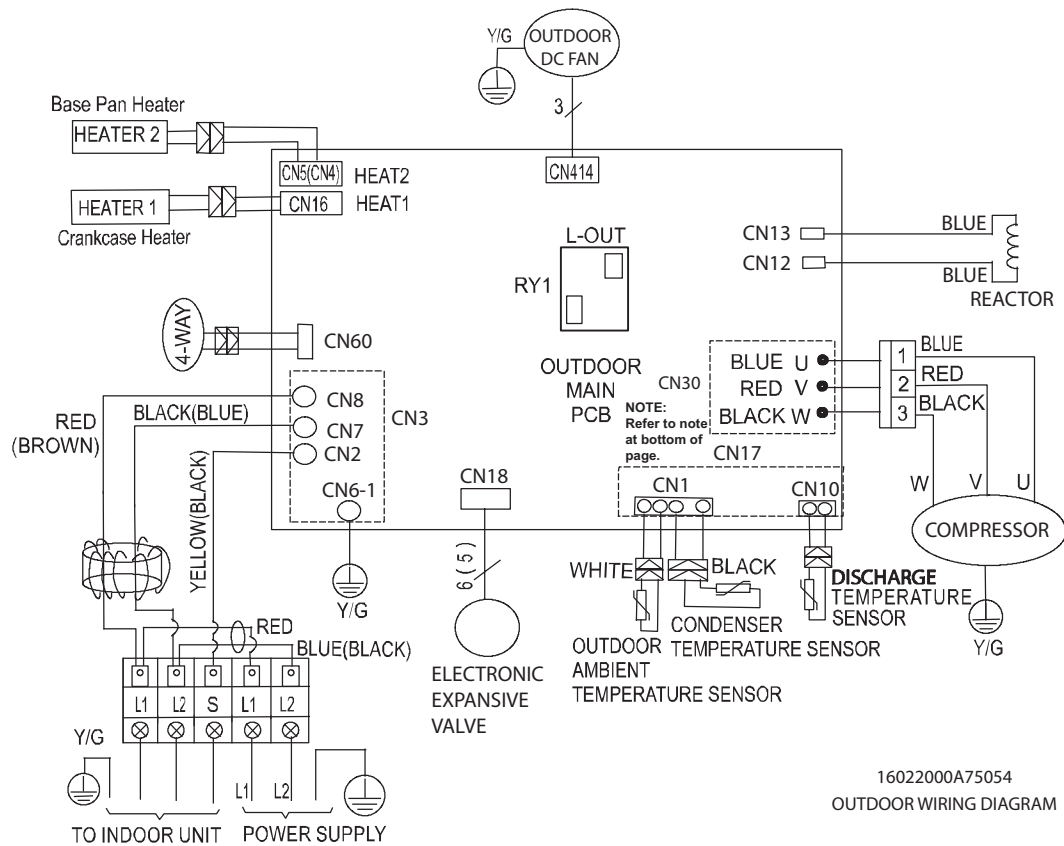 Y/G
OUTDOOR
DC FAN
3
Base Pan Heater
HEATER 2
CN5(CN4)
HEAT2
CN414
HEATER 1
CN16
HEAT1
Crankcase Heater
L-OUT
RY1
CN13
BLUE
CN12
BLUE
REACTOR
4-WAY
CN60
OUTDOOR
MAIN
PCB
CN30
BLUE U
RED V
BLACK W
1
2
3
BLUE
RED
BLACK
RED
(BROWN)
BLACK(BLUE)
YELLOW(BLACK)
CN8
CN7
CN2
CN3
CN6-1
Y/G
NOTE:
Refer to note
at bottom of
page.
CN17
CN18
CN1
CN10
W
V
U
COMPRESSOR
Y/G
6(5)
ELECTRONIC
EXPANSIVE
VALVE
WHITE
BLACK
OUTDOOR
AMBIENT
TEMPERATURE SENSOR
CONDENSER
TEMPERATURE SENSOR
DISCHARGE
TEMPERATURE
SENSOR
RED
BLUE(BLACK)
L1 L2 S L1 L2
Y/G
L1 L2
TO INDOOR UNIT
POWER SUPPLY
16022000A75054
OUTDOOR WIRING DIAGRAM